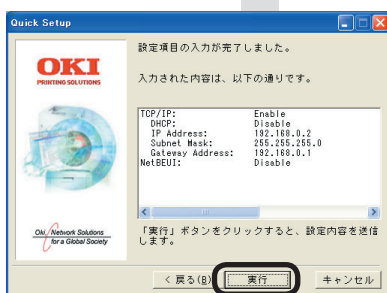 Quick Setup
OKI
PRINTING SOLUTIONS
Oki, Network Solutions
for a Global Society
設定項目の入力が完了しました。
入力された内容は、以下の通りです。
TCP/IP: Enable
DHCP: Disable
IP Address: 192.168.0.2
Subnet Mask: 255.255.255.0
Gateway Address: 192.168.0.1
NetBEUI: Disable
「実行」ボタンをクリックすると、設定内容を送信
します。
< 戻る(B) 実行 キャンセル